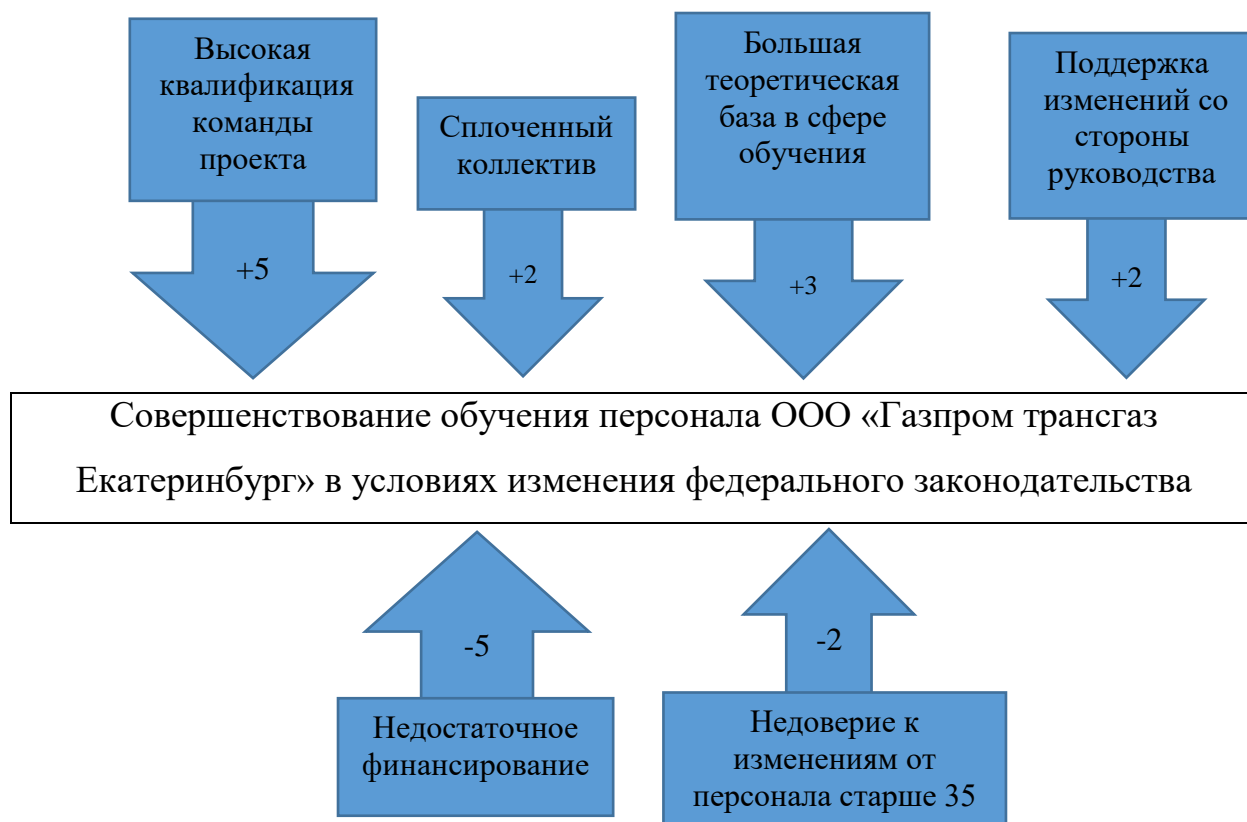 Высокая
квалификация
команды
проекта
+5
Сплоченный
коллектив
+2
Большая
теоретическая
база в сфере
обучения
+3
Поддержка
изменений со
стороны
руководства
+2
Совершенствование обучения персонала ООО «Газпром трансгаз
Екатеринбург» в условиях изменения федерального законодательства
-5
Недостаточное
финансирование
-2
Недоверие к
изменениям от
персонала старше 35